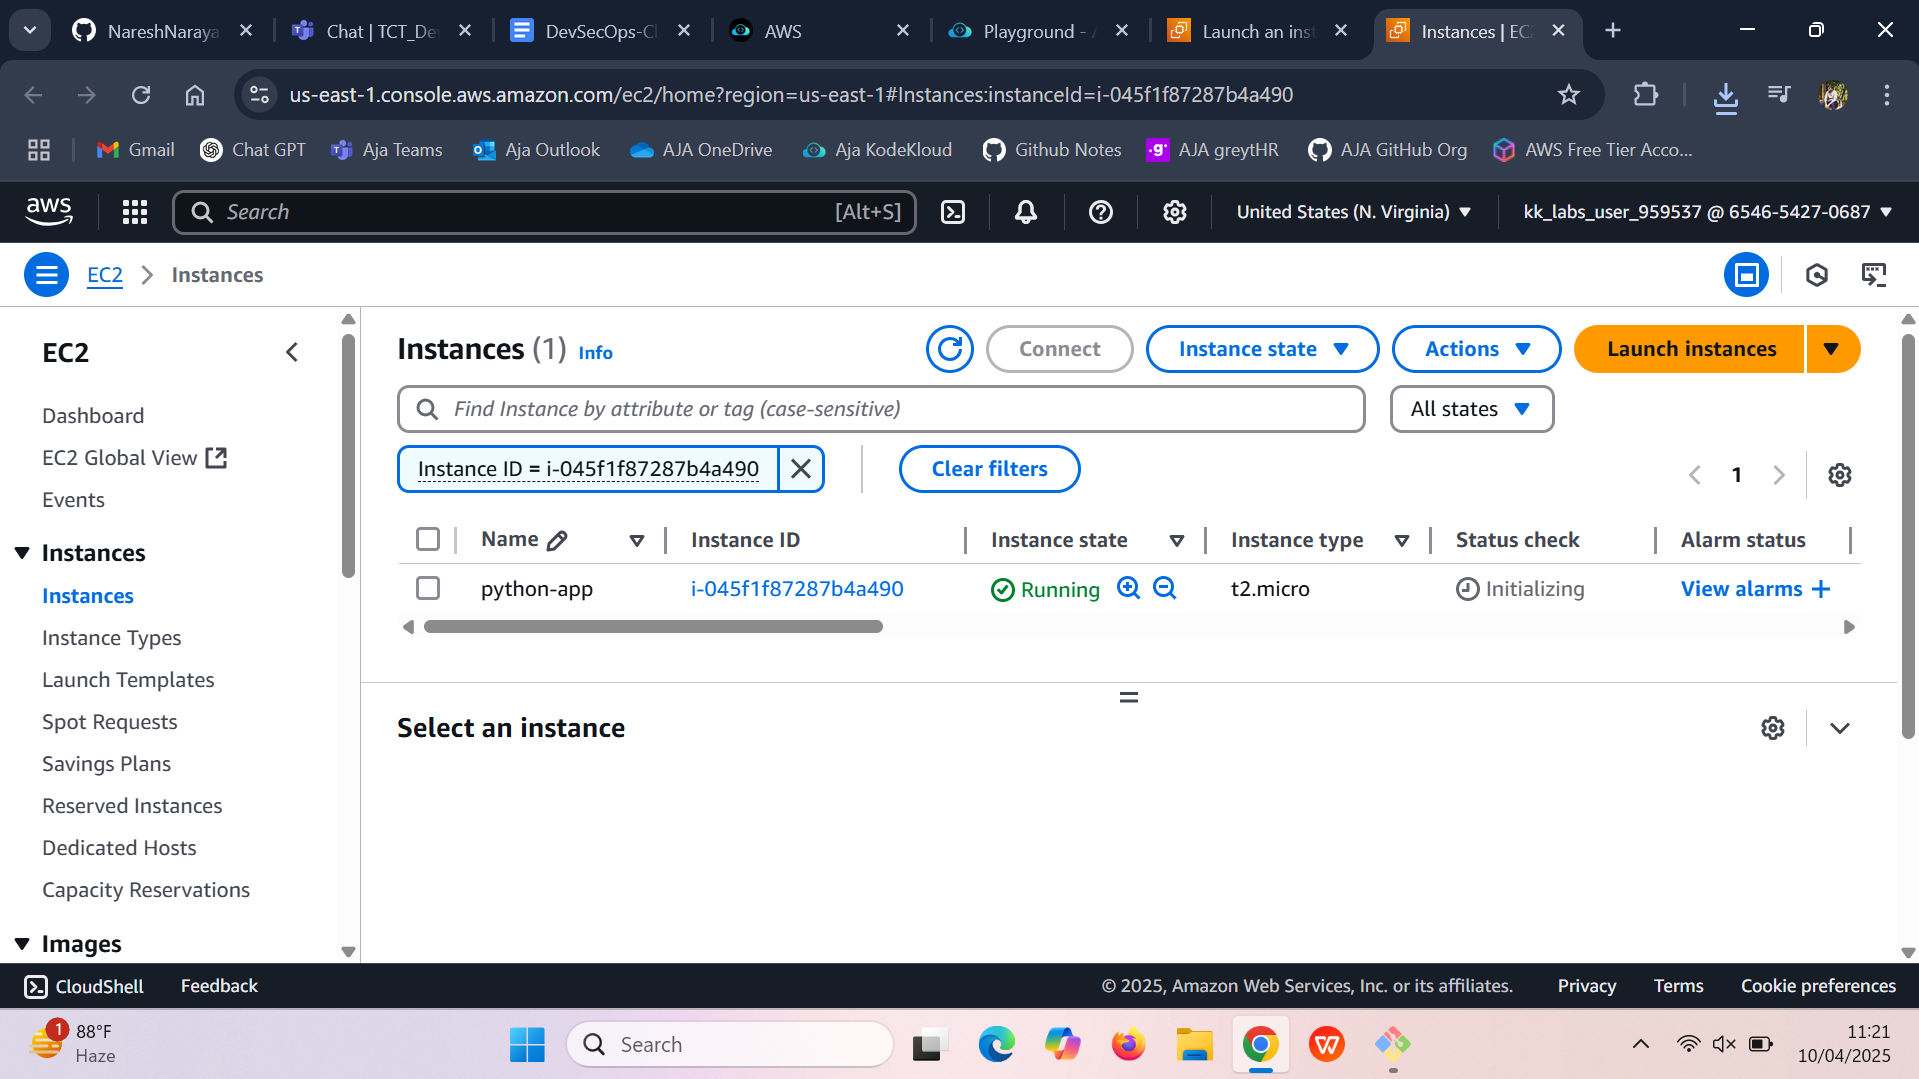 NareshNaraya
Chat | TCT_De
DevSecOps-C
AWS
Playground -
Launch an inst
Instances | EC
us-east-1.console.aws.amazon.com/ec2/home?region=us-east-1#Instances:instanceId=i-045f1f87287b4a490
Gmail
Chat GPT
Aja Teams
Aja Outlook
AJA OneDrive
Aja KodeKloud
Github Notes
.g'
AJA greytHR
AJA GitHub Org
AWS Free Tier Acco...
aws
Search
[Alt+S]
United States (N. Virginia)
kk_labs_user_959537 @ 6546-5427-0687
EC2
Instances
EC2
Dashboard
EC2 Global View
Events
Instances
Instances
Instance Types
Launch Templates
Spot Requests
Savings Plans
Reserved Instances
Dedicated Hosts
Capacity Reservations
Images
Instances (1) Info
Connect
Instance state
Actions
Launch instances
Find Instance by attribute or tag (case-sensitive)
All states
Instance ID = i-045f1f87287b4a490
Clear filters
1
Name
Instance ID
Instance state
Instance type
Status check
Alarm status
python-app
i-045f1f87287b4a490
Running
t2.micro
Initializing
View alarms +
Select an instance
CloudShell
Feedback
© 2025, Amazon Web Services, Inc. or its affiliates.
Privacy
Terms
Cookie preferences
1
88°F
Haze
Search
W
11:21
10/04/2025